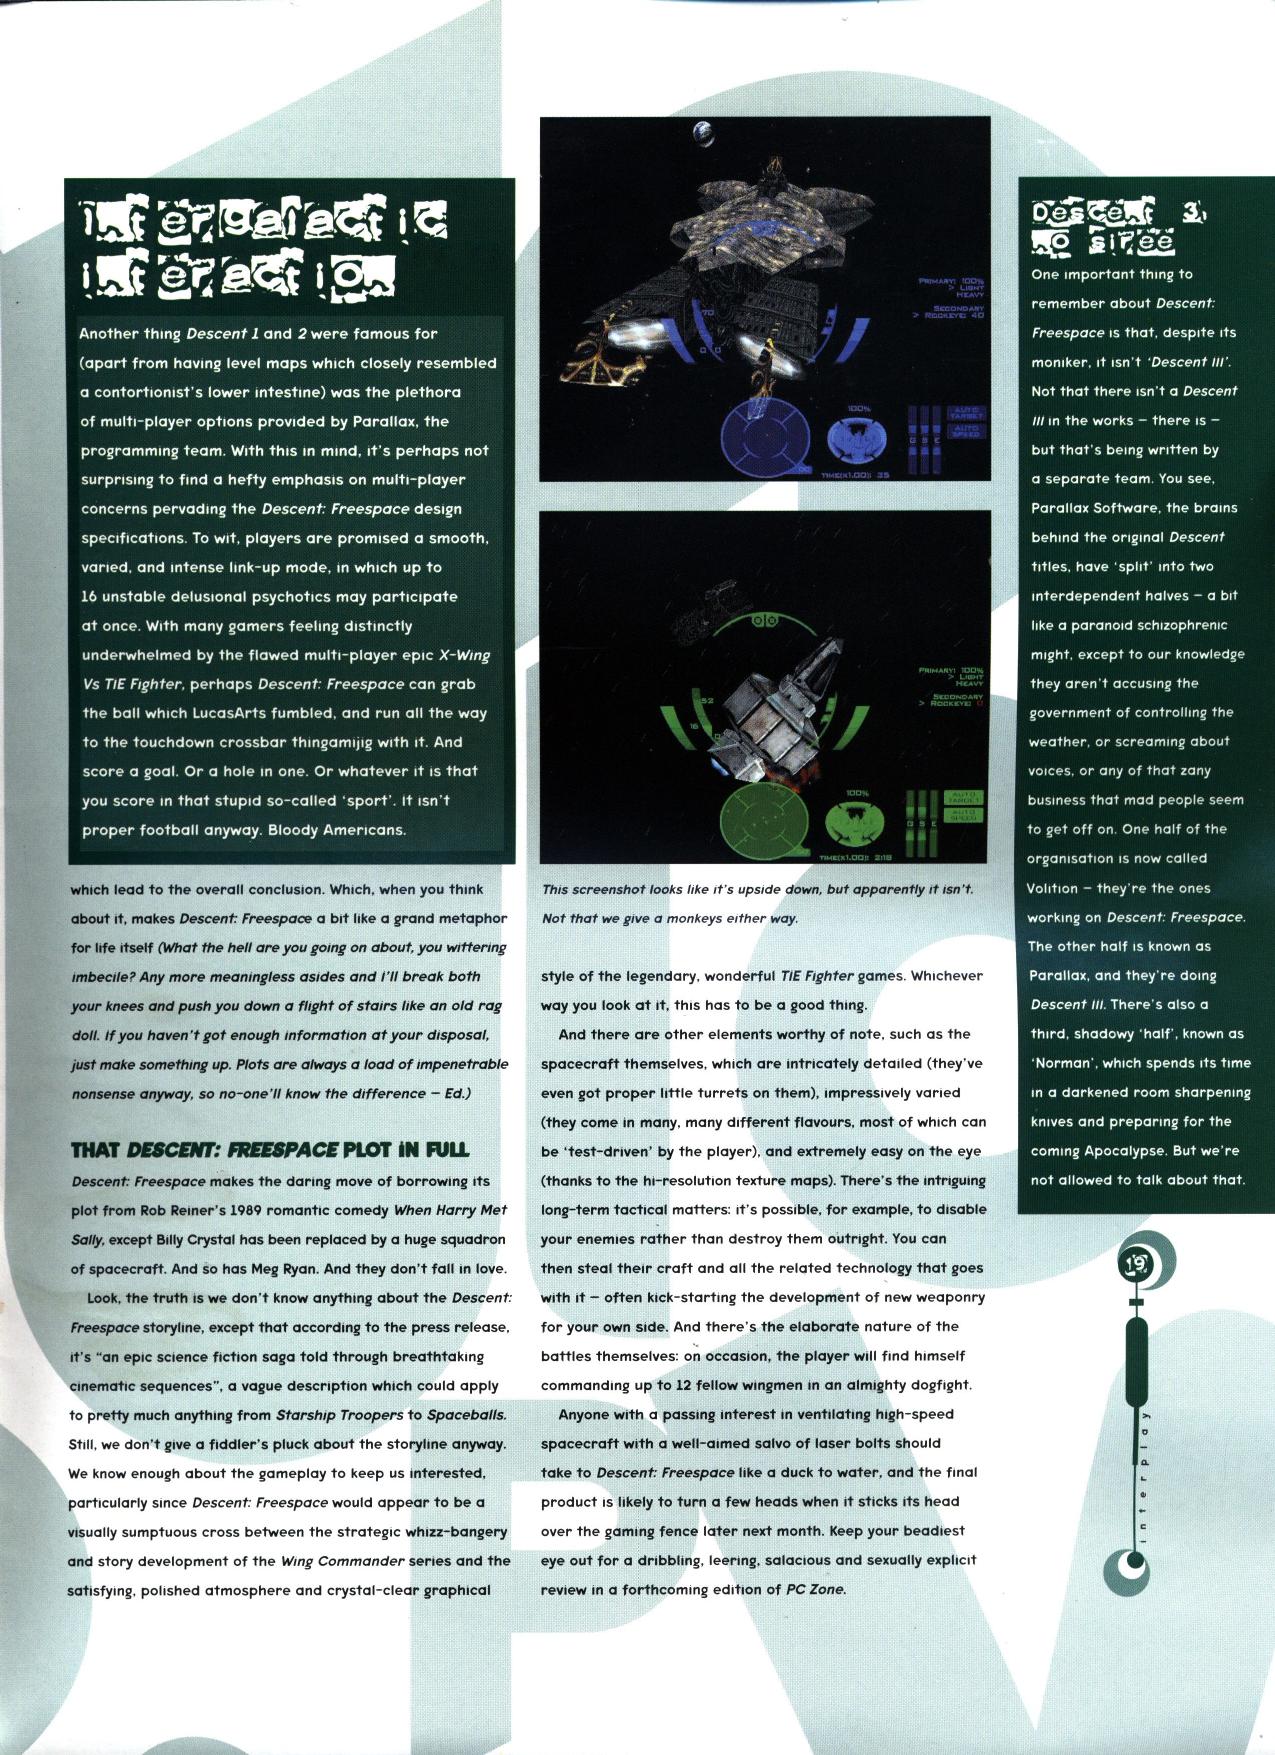 Intergalactic
interaction
Another thing Descent 1 and 2 were famous for
(apart from having level maps which closely resembled
a contortionist's lower intestine) was the plethora
of multi-player options provided by Parallax, the
programming team. With this in mind, it's perhaps not
surprising to find a hefty emphasis on multi-player
concerns pervading the Descent: Freespace design
specifications. To wit, players are promised a smooth,
varied, and intense link-up mode, in which up to
16 unstable delusional psychotics may participate
at once. With many gamers feeling distinctly
underwhelmed by the flawed multi-player epic X-Wing
Vs TIE Fighter, perhaps Descent: Freespace can grab
the ball which LucasArts fumbled, and run all the way
to the touchdown crossbar thingamijig with it. And
score a goal. Or a hole in one. Or whatever it is that
you score in that stupid so-called 'sport'. It isn't
proper football anyway. Bloody Americans.
which lead to the overall conclusion. Which, when you think
about it, makes Descent: Freespace a bit like a grand metaphor
for life itself (What the hell are you going on about, you wittering
imbecile? Any more meaningless asides and I'll break both
your knees and push you down a flight of stairs like an old rag
doll. If you haven't got enough information at your disposal,
just make something up. Plots are always a load of impenetrable
nonsense anyway, so no-one'll know the difference – Ed.)
THAT DESCENT: FREESPACE PLOT IN FULL
Descent: Freespace makes the daring move of borrowing its
plot from Rob Reiner's 1989 romantic comedy When Harry Met
Sally, except Billy Crystal has been replaced by a huge squadron
of spacecraft. And so has Meg Ryan. And they don't fall in love.
Look, the truth is we don't know anything about the Descent:
Freespace storyline, except that according to the press release,
it's "an epic science fiction saga told through breathtaking
cinematic sequences", a vague description which could apply
to pretty much anything from Starship Troopers to Spaceballs.
Still, we don't give a fiddler's pluck about the storyline anyway.
We know enough about the gameplay to keep us interested,
particularly since Descent: Freespace would appear to be a
visually sumptuous cross between the strategic whizz-bangery
and story development of the Wing Commander series and the
satisfying, polished atmosphere and crystal-clear graphical
PRIMARY: 100%
> LIGHT
HEAVY
SECONDARY
> ROCKEYE: 40
70
100%
AUTO
TARGET
AUTO
SPEED
G S E
TIME(X1.00): 35
PRIMARY: 100%
> LIGHT
HEAVY
SECONDARY
> ROCKEYE: 0
52
16
100%
AUTO
TARGET
AUTO
SPEED
G S E
TIME(X1.00): 2:18
This screenshot looks like it's upside down, but apparently it isn't.
Not that we give a monkeys either way.
style of the legendary, wonderful TIE Fighter games. Whichever
way you look at it, this has to be a good thing.
And there are other elements worthy of note, such as the
spacecraft themselves, which are intricately detailed (they've
even got proper little turrets on them), impressively varied
(they come in many, many different flavours, most of which can
be 'test-driven' by the player), and extremely easy on the eye
(thanks to the hi-resolution texture maps). There's the intriguing
long-term tactical matters: it's possible, for example, to disable
your enemies rather than destroy them outright. You can
then steal their craft and all the related technology that goes
with it – often kick-starting the development of new weaponry
for your own side. And there's the elaborate nature of the
battles themselves: on occasion, the player will find himself
commanding up to 12 fellow wingmen in an almighty dogfight.
Anyone with a passing interest in ventilating high-speed
spacecraft with a well-aimed salvo of laser bolts should
take to Descent: Freespace like a duck to water, and the final
product is likely to turn a few heads when it sticks its head
over the gaming fence later next month. Keep your beadiest
eye out for a dribbling, leering, salacious and sexually explicit
review in a forthcoming edition of PC Zone.
Descent 3,
no siree
One important thing to
remember about Descent:
Freespace is that, despite its
moniker, it isn't 'Descent III'.
Not that there isn't a Descent
III in the works – there is –
but that's being written by
a separate team. You see,
Parallax Software, the brains
behind the original Descent
titles, have 'split' into two
interdependent halves – a bit
like a paranoid schizophrenic
might, except to our knowledge
they aren't accusing the
government of controlling the
weather, or screaming about
voices, or any of that zany
business that mad people seem
to get off on. One half of the
organisation is now called
Volition – they're the ones
working on Descent: Freespace.
The other half is known as
Parallax, and they're doing
Descent III. There's also a
third, shadowy 'half', known as
'Norman', which spends its time
in a darkened room sharpening
knives and preparing for the
coming Apocalypse. But we're
not allowed to talk about that.
19
interplay